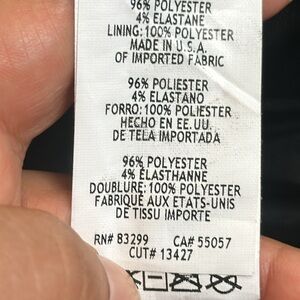 96% POLYESTER
4% ELASTANE
LINING: 100% POLYESTER
MADE IN U.S.A.
OF IMPORTED FABRIC
96% POLIESTER
4% ELASTANO
FORRO: 100% POLIESTER
HECHO EN EE.UU.
DE TELA IMPORTADA
96% POLYESTER
4% ÉLASTHANNE
DOUBLURE: 100% POLYESTER
FABRIQUÉ AUX ETATS-UNIS
DE TISSU IMPORTE
RN# 83299 CA# 55057
CUT# 13427